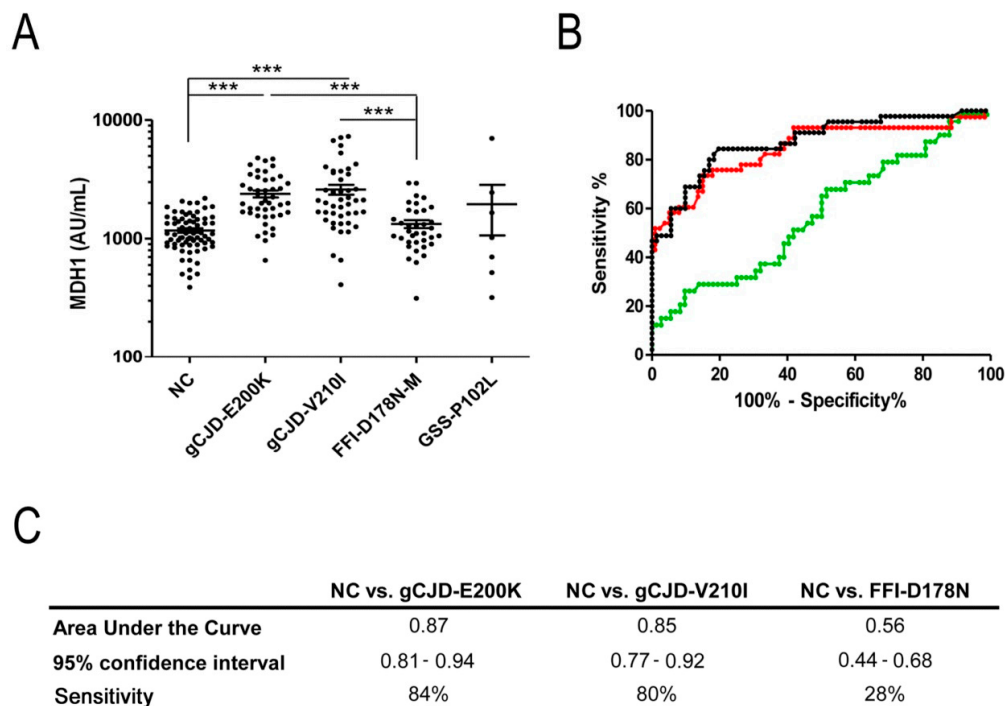 A
B
***
*** ***
***
10000
1000
100
MDH1 (AU/mL)
NC
gCJD-E200K
gCJD-V210I
FFI-D178N-M
GSS-P102L
100
80
60
40
20
0
Sensitivity %
0 20 40 60 80 100
100% - Specificity%
C
NC vs. gCJD-E200K NC vs. gCJD-V210I NC vs. FFI-D178N
Area Under the Curve 0.87 0.85 0.56
95% confidence interval 0.81 - 0.94 0.77 - 0.92 0.44 - 0.68
Sensitivity 84% 80% 28%